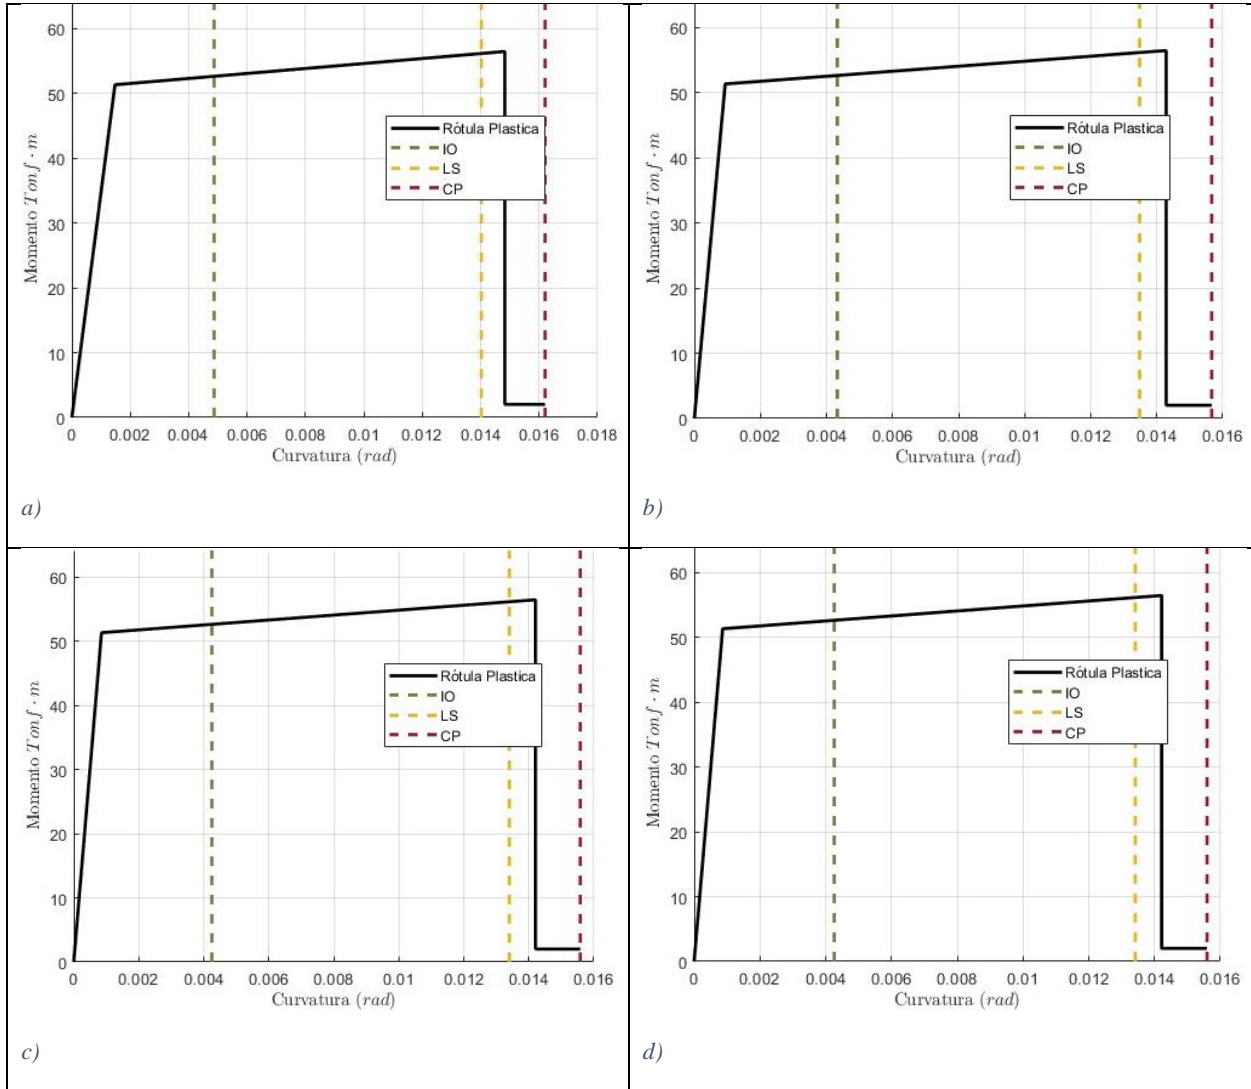 60
50
40
30
20
10
0
Momento Tonf · m
Rótula Plastica
IO
LS
CP
0 0.002 0.004 0.006 0.008 0.01 0.012 0.014 0.016 0.018
Curvatura (rad)
a)
60
50
40
30
20
10
0
Momento Tonf · m
Rótula Plastica
IO
LS
CP
0 0.002 0.004 0.006 0.008 0.01 0.012 0.014 0.016
Curvatura (rad)
b)
60
50
40
30
20
10
0
Momento Tonf · m
Rótula Plastica
IO
LS
CP
0 0.002 0.004 0.006 0.008 0.01 0.012 0.014 0.016
Curvatura (rad)
c)
60
50
40
30
20
10
0
Momento Tonf · m
Rótula Plastica
IO
LS
CP
0 0.002 0.004 0.006 0.008 0.01 0.012 0.014 0.016
Curvatura (rad)
d)